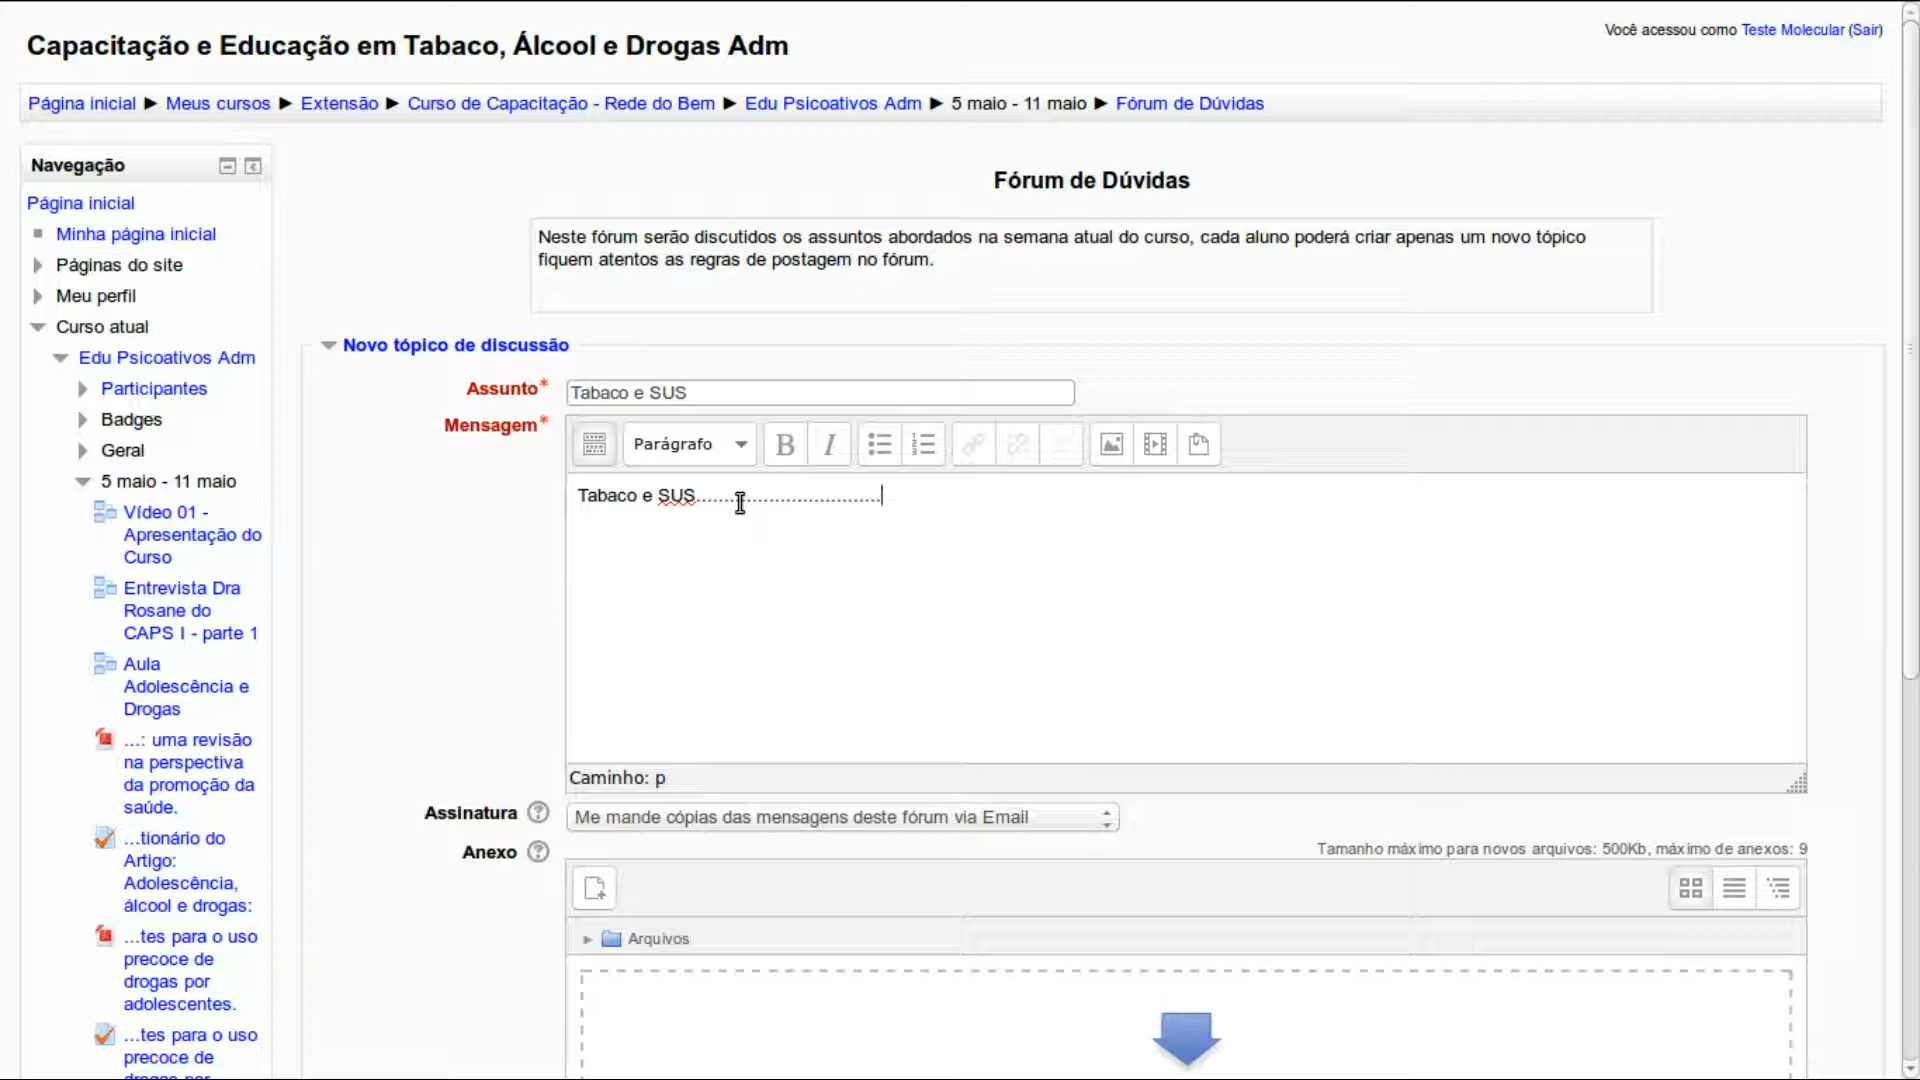 Você acessou como Teste Molecular (Sair)
Capacitação e Educação em Tabaco, Álcool e Drogas Adm
Página inicial ► Meus cursos ► Extensão ► Curso de Capacitação - Rede do Bem ► Edu Psicoativos Adm ► 5 maio - 11 maio ► Fórum de Dúvidas
Navegação
Página inicial
Minha página inicial
Páginas do site
Meu perfil
Curso atual
Edu Psicoativos Adm
Participantes
Badges
Geral
5 maio - 11 maio
Vídeo 01 -
Apresentação do
Curso
Entrevista Dra
Rosane do
CAPS I - parte 1
Aula
Adolescência e
Drogas
...: uma revisão
na perspectiva
da promoção da
saúde.
...tionário do
Artigo:
Adolescência,
álcool e drogas:
...tes para o uso
precoce de
drogas por
adolescentes.
...tes para o uso
precoce de
drogas por
Fórum de Dúvidas
Neste fórum serão discutidos os assuntos abordados na semana atual do curso, cada aluno poderá criar apenas um novo tópico
fiquem atentos as regras de postagem no fórum.
Novo tópico de discussão
Assunto* Tabaco e SUS
Mensagem*
Parágrafo B I
Tabaco e SUS.....................................
Caminho: p
Assinatura Me mande cópias das mensagens deste fórum via Email
Anexo Tamanho máximo para novos arquivos: 500Kb, máximo de anexos: 9
Arquivos